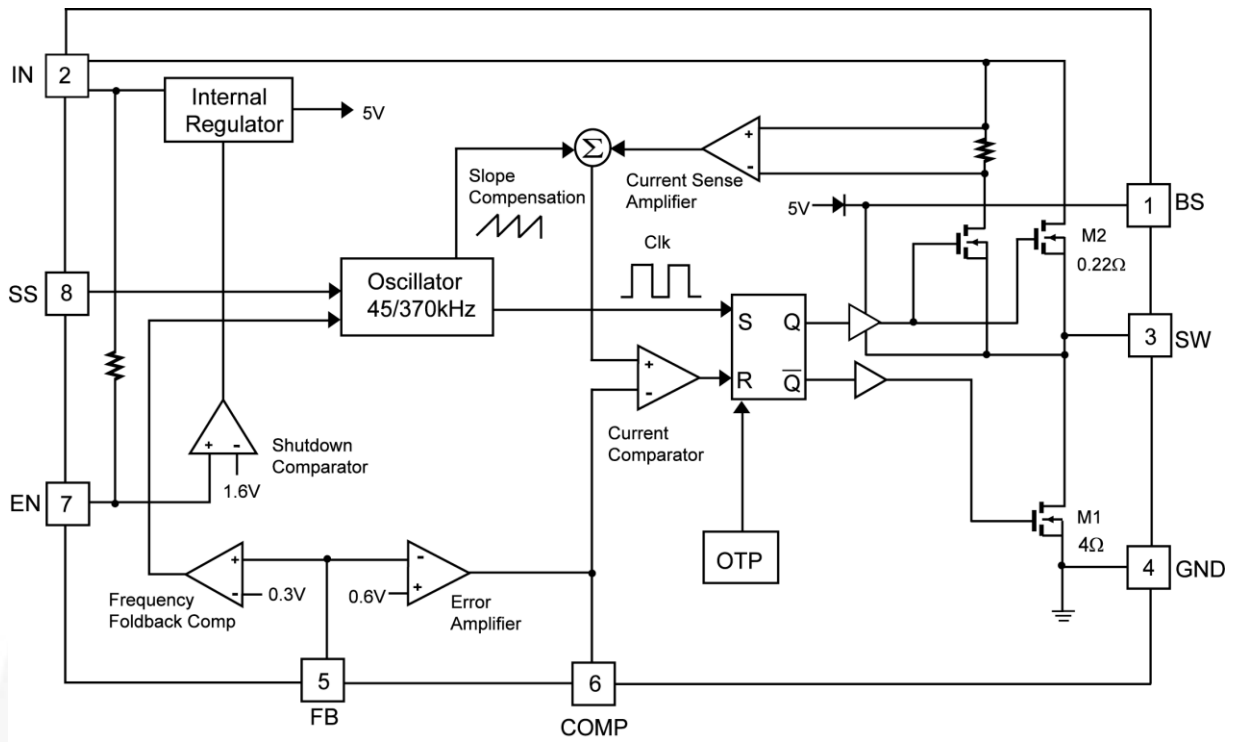 IN
2
Internal
Regulator
5V
Σ
+
-
Slope
Compensation
Current Sense
Amplifier
5V
1
BS
Clk
M2
0.22Ω
SS
8
Oscillator
45/370kHz
S
Q
3
SW
+
-
R
Q̅
Current
Comparator
+
-
Shutdown
Comparator
1.6V
EN
7
M1
4Ω
OTP
4
GND
+
-
0.3V
Frequency
Foldback Comp
-
+
0.6V
Error
Amplifier
5
FB
6
COMP